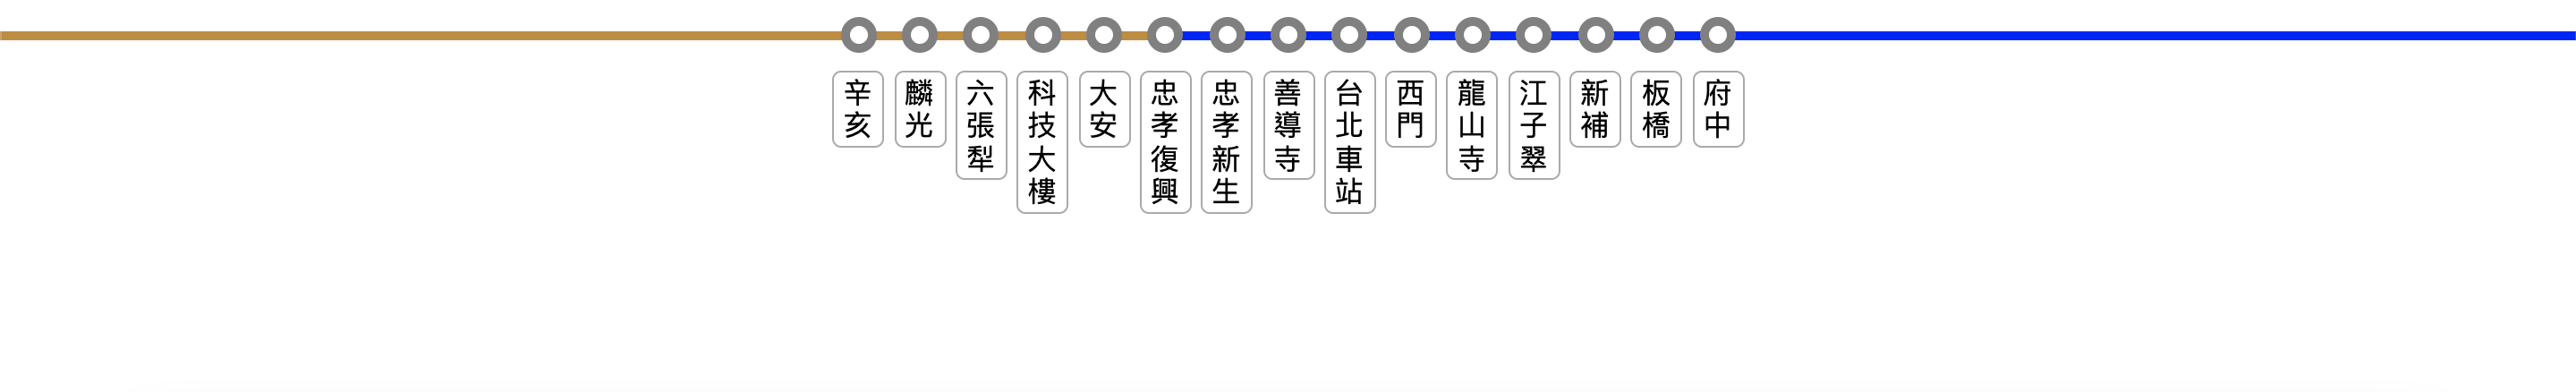 辛亥
麟光
六張犁
科技大樓
大安
忠孝復興
忠孝新生
善導寺
台北車站
西門
龍山寺
江子翠
新補
板橋
府中